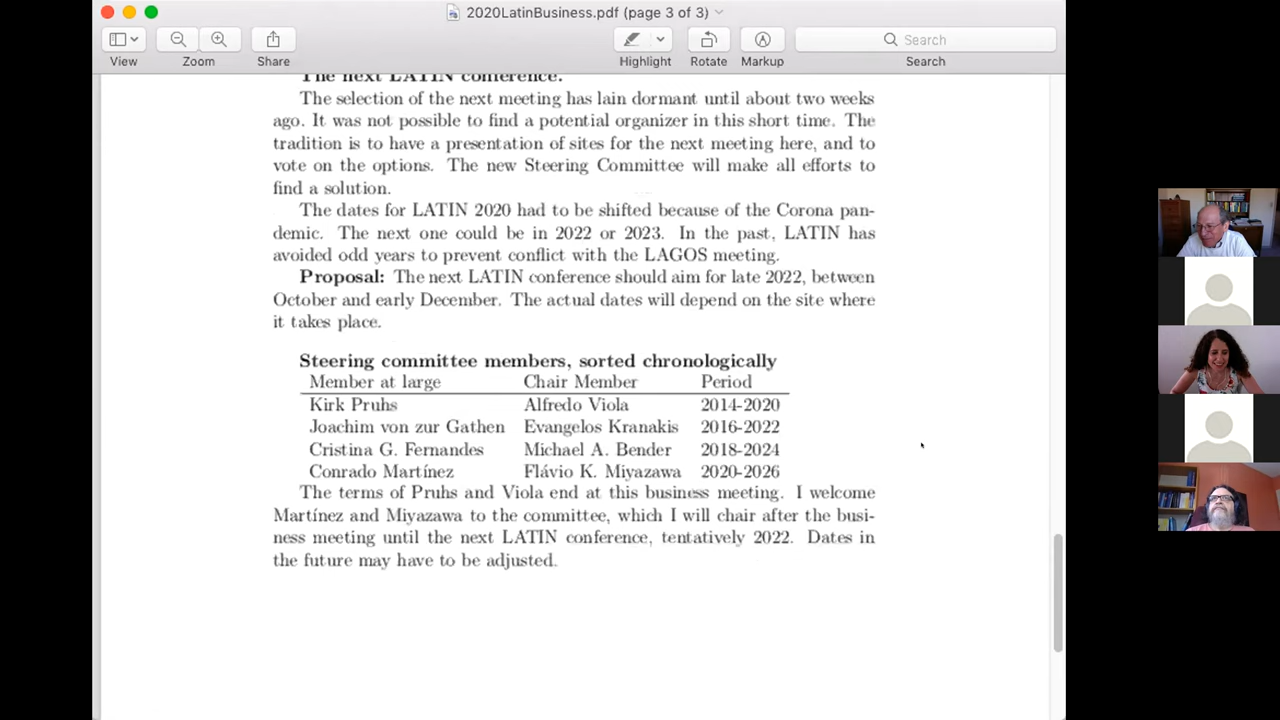 2020LatinBusiness.pdf (page 3 of 3)
View
Zoom
Share
Highlight
Rotate
Markup
Search
Search
The next LATIN conference.
The selection of the next meeting has lain dormant until about two weeks
ago. It was not possible to find a potential organizer in this short time. The
tradition is to have a presentation of sites for the next meeting here, and to
vote on the options. The new Steering Committee will make all efforts to
find a solution.
The dates for LATIN 2020 had to be shifted because of the Corona pan-
demic. The next one could be in 2022 or 2023. In the past, LATIN has
avoided odd years to prevent conflict with the LAGOS meeting.
Proposal: The next LATIN conference should aim for late 2022, between
October and early December. The actual dates will depend on the site where
it takes place.
Steering committee members, sorted chronologically
Member at large Chair Member Period
Kirk Pruhs Alfredo Viola 2014-2020
Joachim von zur Gathen Evangelos Kranakis 2016-2022
Cristina G. Fernandes Michael A. Bender 2018-2024
Conrado Martínez Flávio K. Miyazawa 2020-2026
The terms of Pruhs and Viola end at this business meeting. I welcome
Martínez and Miyazawa to the committee, which I will chair after the busi-
ness meeting until the next LATIN conference, tentatively 2022. Dates in
the future may have to be adjusted.